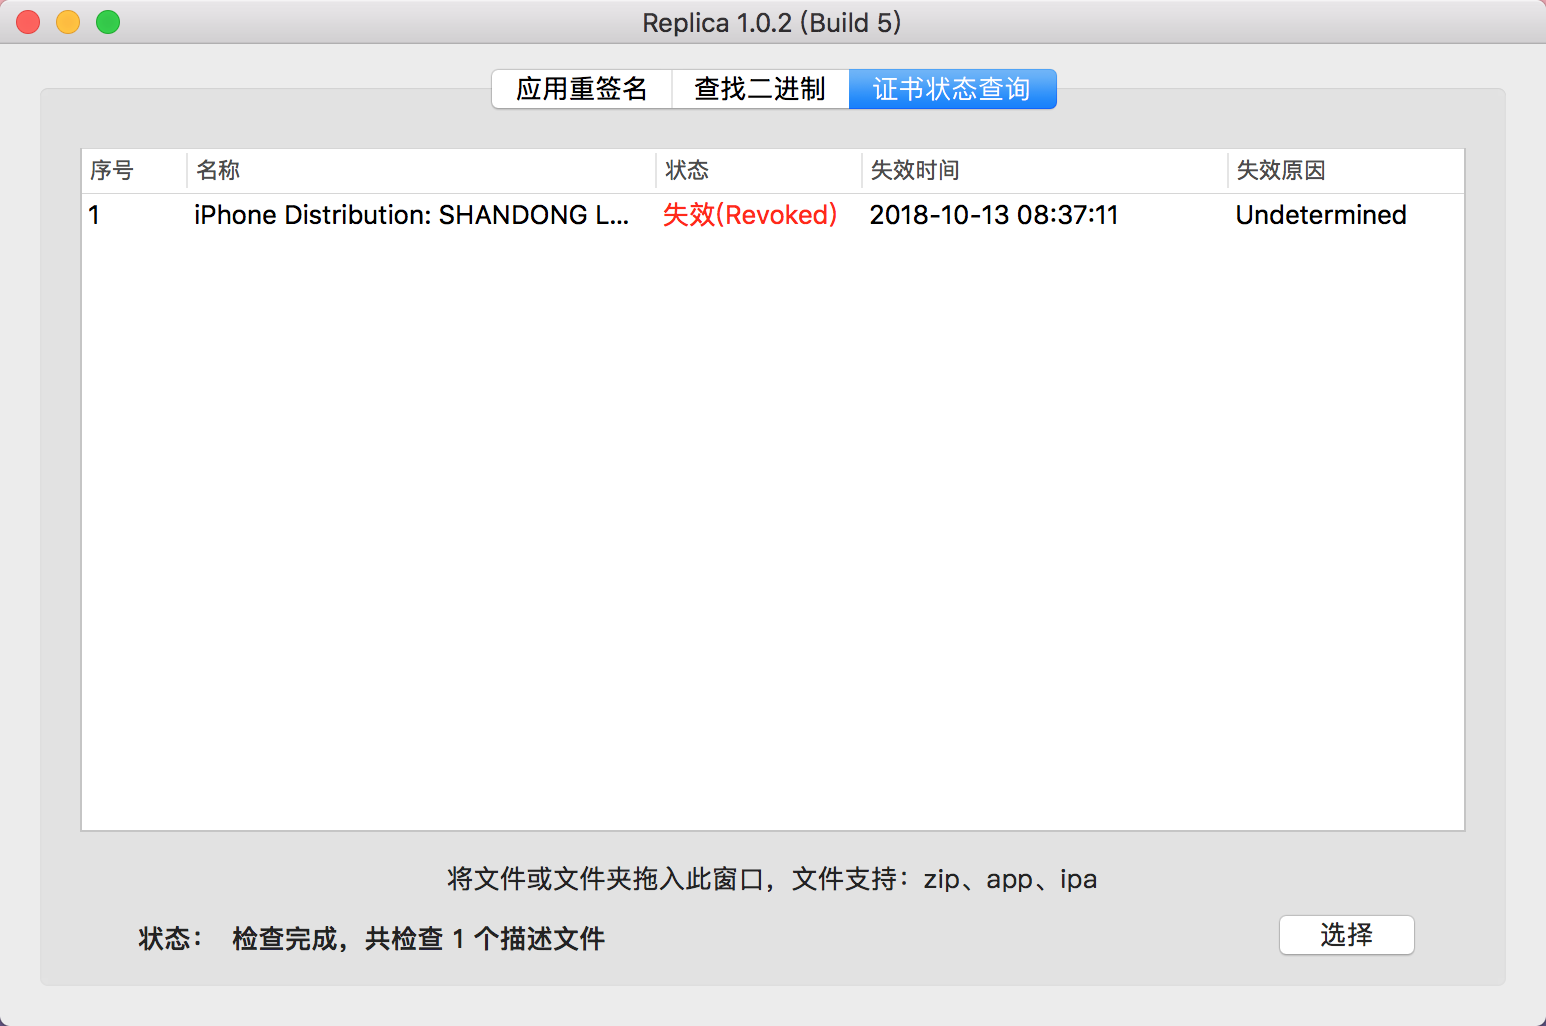 Replica 1.0.2 (Build 5)
应用重签名 查找二进制 证书状态查询
序号 名称 状态 失效时间 失效原因
1 iPhone Distribution: SHANDONG L... 失效(Revoked) 2018-10-13 08:37:11 Undetermined
将文件或文件夹拖入此窗口，文件支持：zip、app、ipa
状态： 检查完成，共检查 1 个描述文件
选择